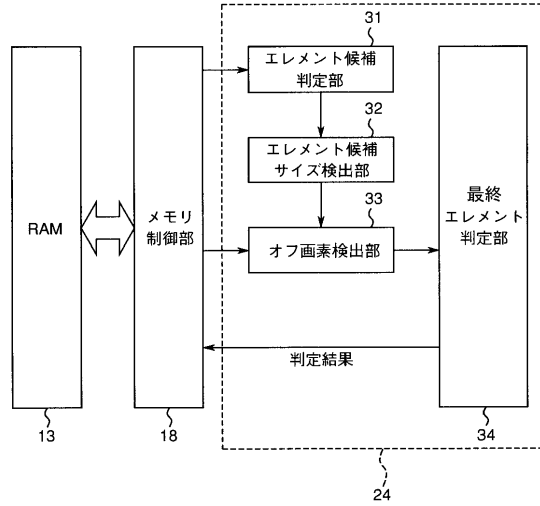 31
エレメント候補
判定部
32
エレメント候補
サイズ検出部
33
オフ画素検出部
RAM
メモリ
制御部
最終
エレメント
判定部
判定結果
13
18
34
24